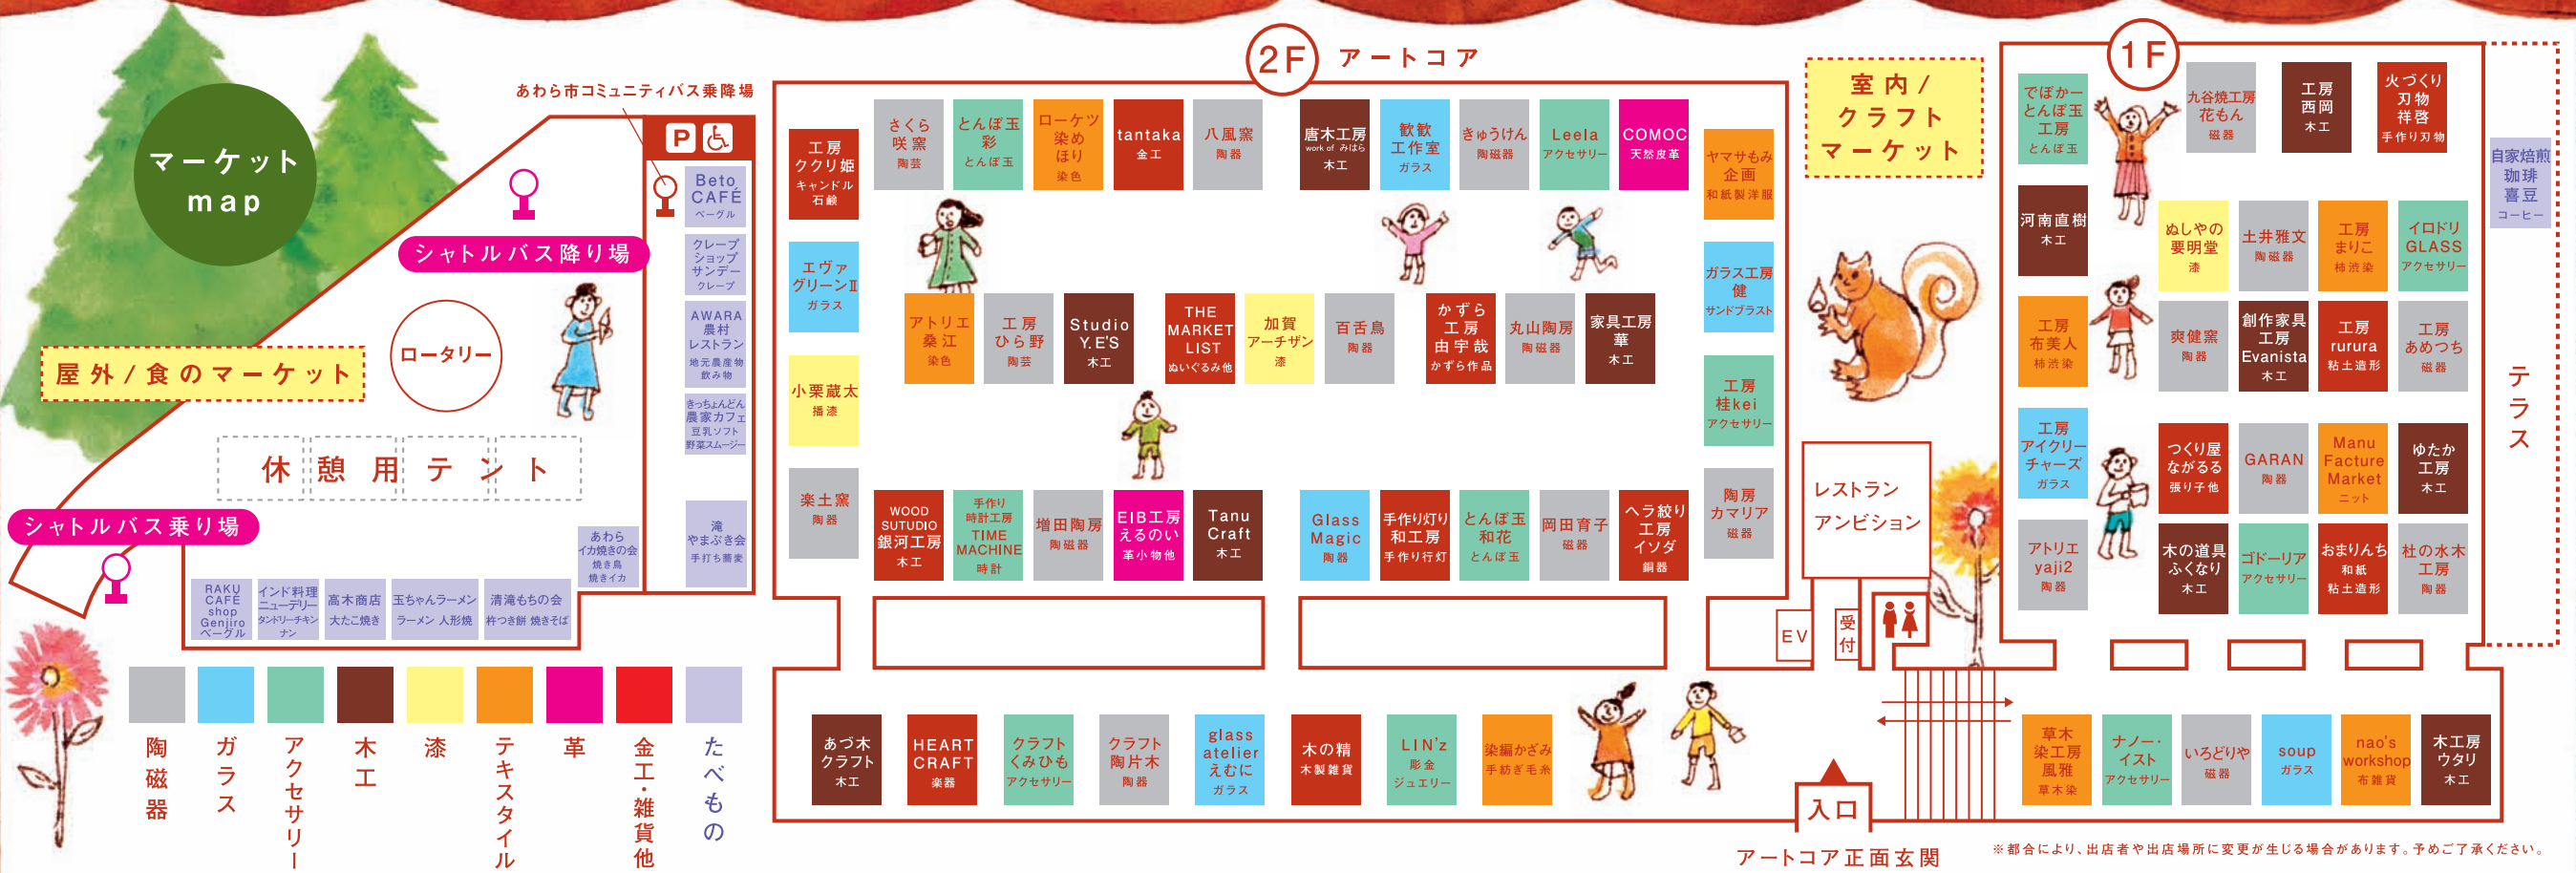 マーケット
map
あわら市コミュニティバス乗降場
P
シャトルバス降り場
ロータリー
屋外/食のマーケット
休憩用テント
シャトルバス乗り場
Beto
CAFÉ
ベーグル
クレープ
ショップ
サンデー
クレープ
AWARA
農村
レストラン
地元農産物
飲み物
きっちょんどん
農家カフェ
豆乳ソフト
野菜スムージー
滝
やまぶき会
手打ち蕎麦
あわら
イカ焼きの会
焼き鳥
焼きイカ
RAKU
CAFE
shop
Genjiro
ベーグル
インド料理
ニューデリー
タンドリーチキン
ナン
高木商店
大たこ焼き
玉ちゃんラーメン
ラーメン 人形焼
清滝もちの会
杵つき餅 焼きそば
陶磁器
ガラス
アクセサリー
木工
漆
テキスタイル
革
金工・雑貨他
たべもの
2F
アートコア
工房
ククリ姫
キャンドル
石鹸
エヴァ
グリーンⅡ
ガラス
小栗蔵太
播漆
楽土窯
陶器
さくら
咲窯
陶芸
とんぼ玉
彩
とんぼ玉
ローケツ
染め
ほり
染色
tantaka
金工
八風窯
陶器
唐木工房
work of みはら
木工
歓歓
工作室
ガラス
きゅうけん
陶磁器
Leela
アクセサリー
COMOC
天然皮革
ヤマサもみ
企画
和紙製洋服
ガラス工房
健
サンドブラスト
工房
桂kei
アクセサリー
陶房
カマリア
磁器
アトリエ
桑江
染色
工房
ひら野
陶芸
Studio
Y.E'S
木工
THE
MARKET
LIST
ぬいぐるみ他
加賀
アーチザン
漆
百舌鳥
陶器
かずら
工房
由宇哉
かずら作品
丸山陶房
陶磁器
家具工房
華
木工
WOOD
SUTUDIO
銀河工房
木工
手作り
時計工房
TIME
MACHINE
時計
増田陶房
陶磁器
EIB工房
えるのい
革小物他
Tanu
Craft
木工
Glass
Magic
陶器
手作り灯り
和工房
手作り行灯
とんぼ玉
和花
とんぼ玉
岡田育子
磁器
ヘラ絞り
工房
イソダ
銅器
あづ木
クラフト
木工
HEART
CRAFT
楽器
クラフト
くみひも
アクセサリー
クラフト
陶片木
陶器
glass
atelier
えむに
ガラス
木の精
木製雑貨
LIN'z
彫金
ジュエリー
染編かざみ
手紡ぎ毛糸
室内/
クラフト
マーケット
レストラン
アンビション
EV
受付
入口
アートコア正面玄関
1F
でぽかー
とんぼ玉
工房
とんぼ玉
河南直樹
木工
工房
布美人
柿渋染
工房
アイクリー
チャーズ
ガラス
アトリエ
yaji2
陶器
九谷焼工房
花もん
磁器
工房
西岡
木工
火づくり
刃物
祥啓
手作り刃物
ぬしやの
要明堂
漆
土井雅文
陶磁器
工房
まりこ
柿渋染
イロドリ
GLASS
アクセサリー
爽健窯
陶器
創作家具
工房
Evanista
木工
工房
rurura
粘土造形
工房
あめつち
磁器
つくり屋
ながるる
張り子他
GARAN
陶器
Manu
Facture
Market
ニット
ゆたか
工房
木工
木の道具
ふくなり
木工
ゴドーリア
アクセサリー
おまりんち
和紙
粘土造形
杜の水木
工房
陶器
自家焙煎
珈琲
喜豆
コーヒー
テラス
草木
染工房
風雅
草木染
ナノー・
イスト
アクセサリー
いろどりや
磁器
soup
ガラス
nao's
workshop
布雑貨
木工房
ウタリ
木工
※都合により、出店者や出店場所に変更が生じる場合があります。予めご了承ください。